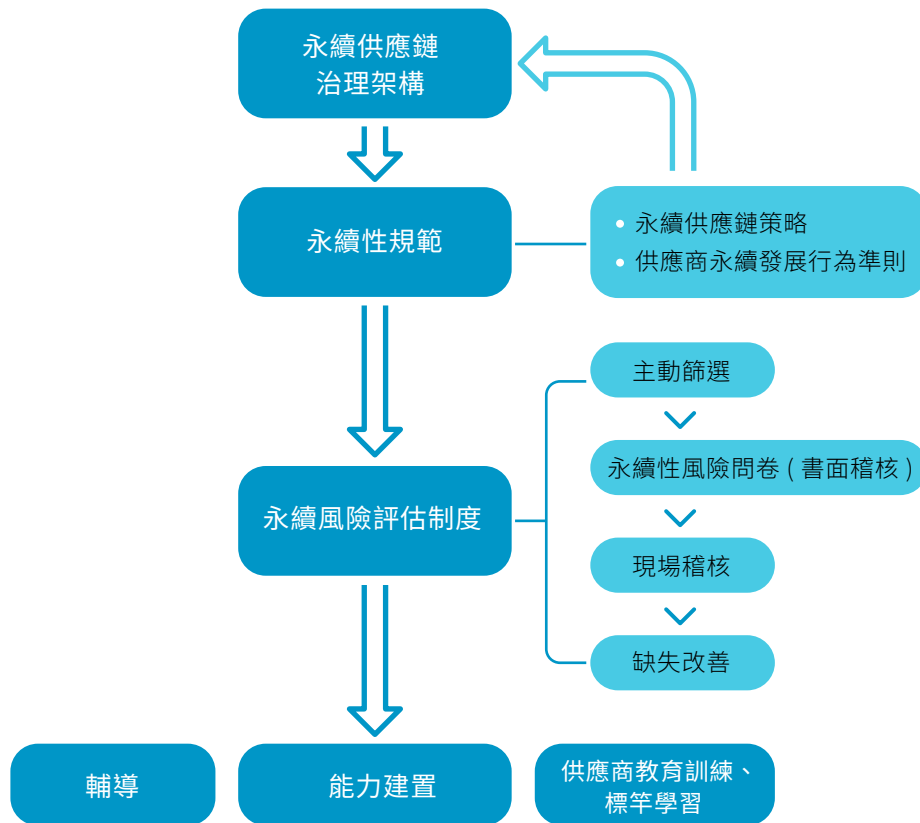 永續供應鏈
治理架構
永續性規範
• 永續供應鏈策略
• 供應商永續發展行為準則
永續風險評估制度
主動篩選
永續性風險問卷 ( 書面稽核 )
現場稽核
缺失改善
輔導
能力建置
供應商教育訓練、
標竿學習